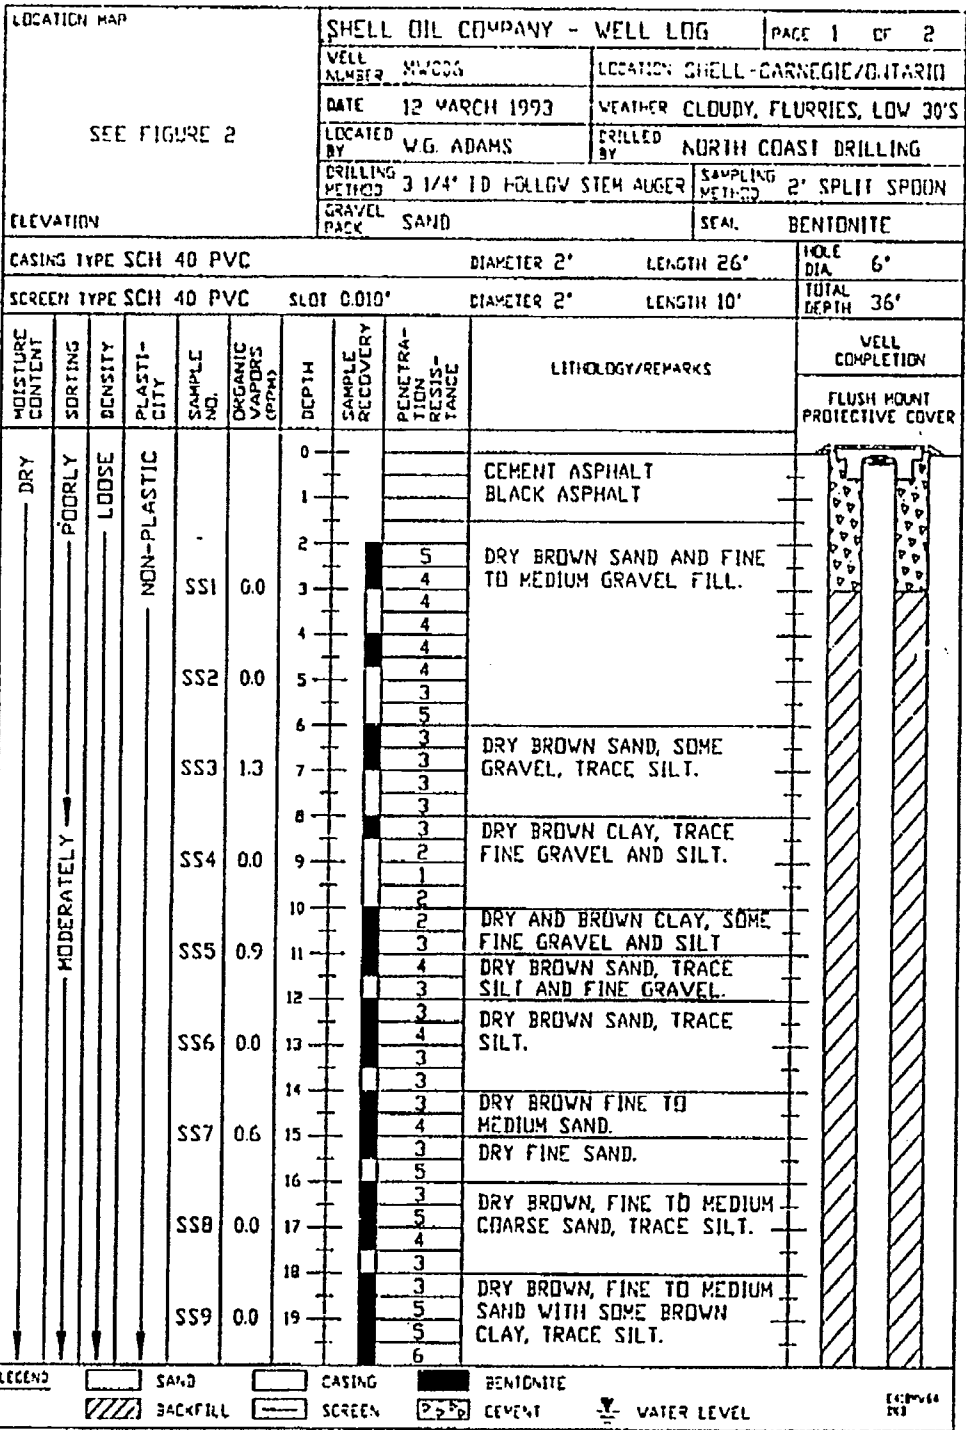 LOCATION MAP
SEE FIGURE 2
ELEVATION
SHELL OIL COMPANY - WELL LOG
PAGE 1 OF 2
WELL NUMBER
LOCATION SHELL-CARNEGIE/ONTARIO
DATE 12 MARCH 1993
WEATHER CLOUDY, FLURRIES, LOW 30'S
LOCATED BY W.G. ADAMS
DRILLED BY NORTH COAST DRILLING
DRILLING METHOD 3 1/4" ID HOLLOW STEM AUGER
SAMPLING METHOD 2' SPLIT SPOON
GRAVEL PACK SAND
SEAL BENTONITE
CASING TYPE SCH 40 PVC DIAMETER 2" LENGTH 26'
HOLE DIA. 6"
SCREEN TYPE SCH 40 PVC SLOT 0.010" DIAMETER 2" LENGTH 10'
TOTAL DEPTH 36'
MOISTURE CONTENT
SORTING
DENSITY
PLASTI-CITY
SAMPLE NO.
ORGANIC VAPORS (PPM)
DEPTH
SAMPLE RECOVERY
PENETRA-TION RESIS-TANCE
LITHOLOGY/REMARKS
WELL COMPLETION
FLUSH MOUNT
PROTECTIVE COVER
DRY
POORLY
MODERATELY
LOOSE
NON-PLASTIC
0
CEMENT ASPHALT
BLACK ASPHALT
1
2
5
DRY BROWN SAND AND FINE
TO MEDIUM GRAVEL FILL.
4
SS1 0.0
3
4
4
4
4
4
SS2 0.0
5
3
5
6
3
DRY BROWN SAND, SOME
GRAVEL, TRACE SILT.
3
SS3 1.3
7
3
3
8
3
DRY BROWN CLAY, TRACE
FINE GRAVEL AND SILT.
2
SS4 0.0
9
1
2
10
2
DRY AND BROWN CLAY, SOME
FINE GRAVEL AND SILT
3
SS5 0.9
11
4
DRY BROWN SAND, TRACE
SILT AND FINE GRAVEL.
3
12
3
DRY BROWN SAND, TRACE
SILT.
4
SS6 0.0
13
3
3
14
3
DRY BROWN FINE TO
MEDIUM SAND.
4
SS7 0.6
15
3
DRY FINE SAND.
5
16
3
DRY BROWN, FINE TO MEDIUM
COARSE SAND, TRACE SILT.
5
SS8 0.0
17
4
3
18
3
DRY BROWN, FINE TO MEDIUM
SAND WITH SOME BROWN
CLAY, TRACE SILT.
5
SS9 0.0
19
5
6
LEGEND
SAND
CASING
BENTONITE
BACKFILL
SCREEN
CEMENT
WATER LEVEL